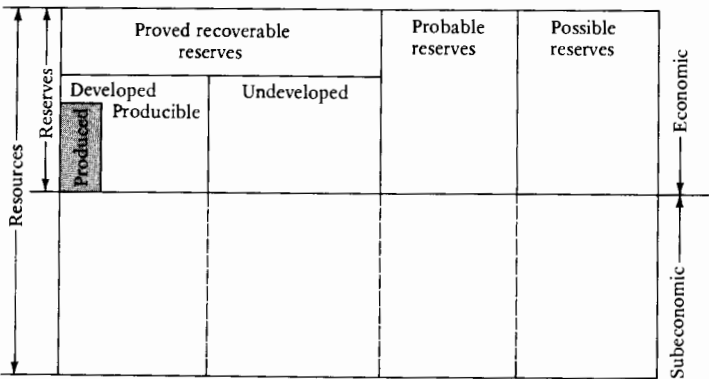 Resources
Reserves
Proved recoverable
reserves
Probable
reserves
Possible
reserves
Developed
Producible
Undeveloped
Produced
Economic
Subeconomic